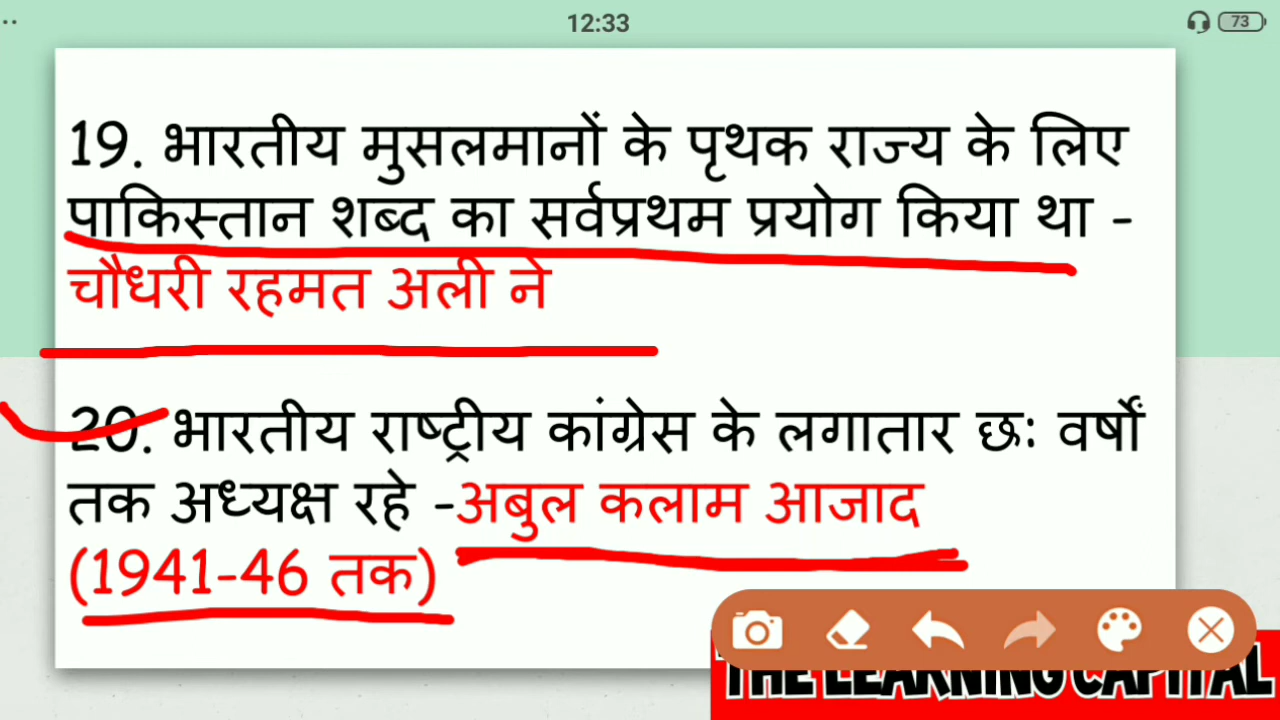 12:33
73
19. भारतीय मुसलमानों के पृथक राज्य के लिए
पाकिस्तान शब्द का सर्वप्रथम प्रयोग किया था -
चौधरी रहमत अली ने
20. भारतीय राष्ट्रीय कांग्रेस के लगातार छः वर्षों
तक अध्यक्ष रहे -अबुल कलाम आजाद
(1941-46 तक)
THE LEARNING CAPITAL